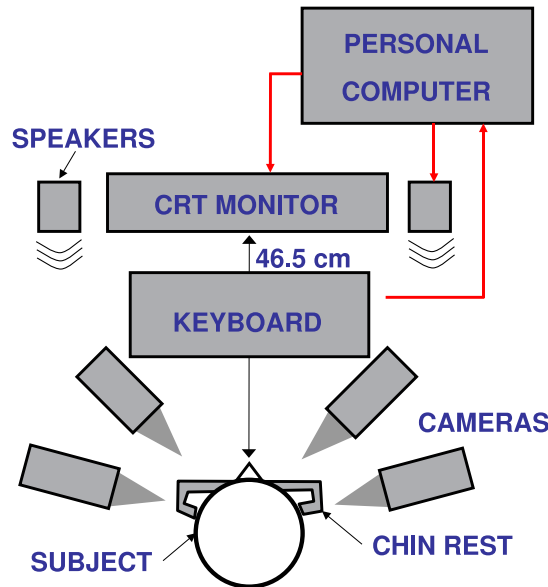 PERSONAL
COMPUTER
SPEAKERS
CRT MONITOR
46.5 cm
KEYBOARD
CAMERAS
SUBJECT
CHIN REST